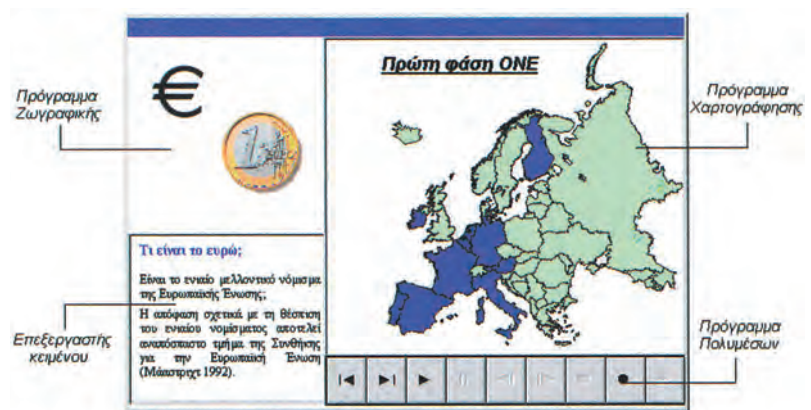 Πρόγραμμα
Ζωγραφικής
€
1
Πρώτη φάση ΟΝΕ
Πρόγραμμα
Χαρτογράφησης
Τι είναι το ευρώ;
Είναι το ενιαίο μελλοντικό νόμισμα
της Ευρωπαϊκής Ένωσης;
Η απόφαση σχετικά με τη θέσπιση
του ενιαίου νομίσματος αποτελεί
αναπόσπαστο τμήμα της Συνθήκης
για την Ευρωπαϊκή Ένωση
(Μάαστριχτ 1992).
Επεξεργαστής
κειμένου
Πρόγραμμα
Πολυμέσων